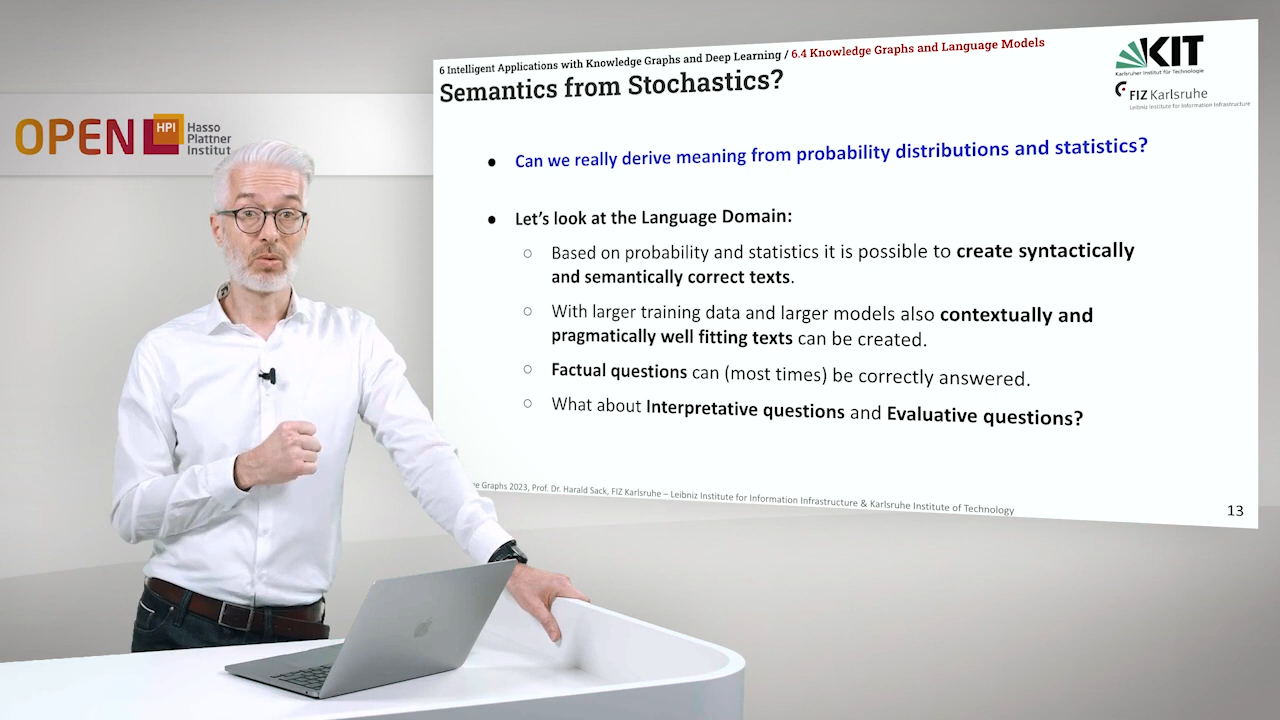 OPEN HPI Hasso
Plattner
Institut
6 Intelligent Applications with Knowledge Graphs and Deep Learning / 6.4 Knowledge Graphs and Language Models
Semantics from Stochastics?
KIT
Karlsruher Institut für Technologie
FIZ Karlsruhe
Leibniz Institute for Information Infrastructure
● Can we really derive meaning from probability distributions and statistics?
● Let's look at the Language Domain:
○ Based on probability and statistics it is possible to create syntactically
and semantically correct texts.
○ With larger training data and larger models also contextually and
pragmatically well fitting texts can be created.
○ Factual questions can (most times) be correctly answered.
○ What about Interpretative questions and Evaluative questions?
Graphs 2023, Prof. Dr. Harald Sack, FIZ Karlsruhe – Leibniz Institute for Information Infrastructure & Karlsruhe Institute of Technology
13